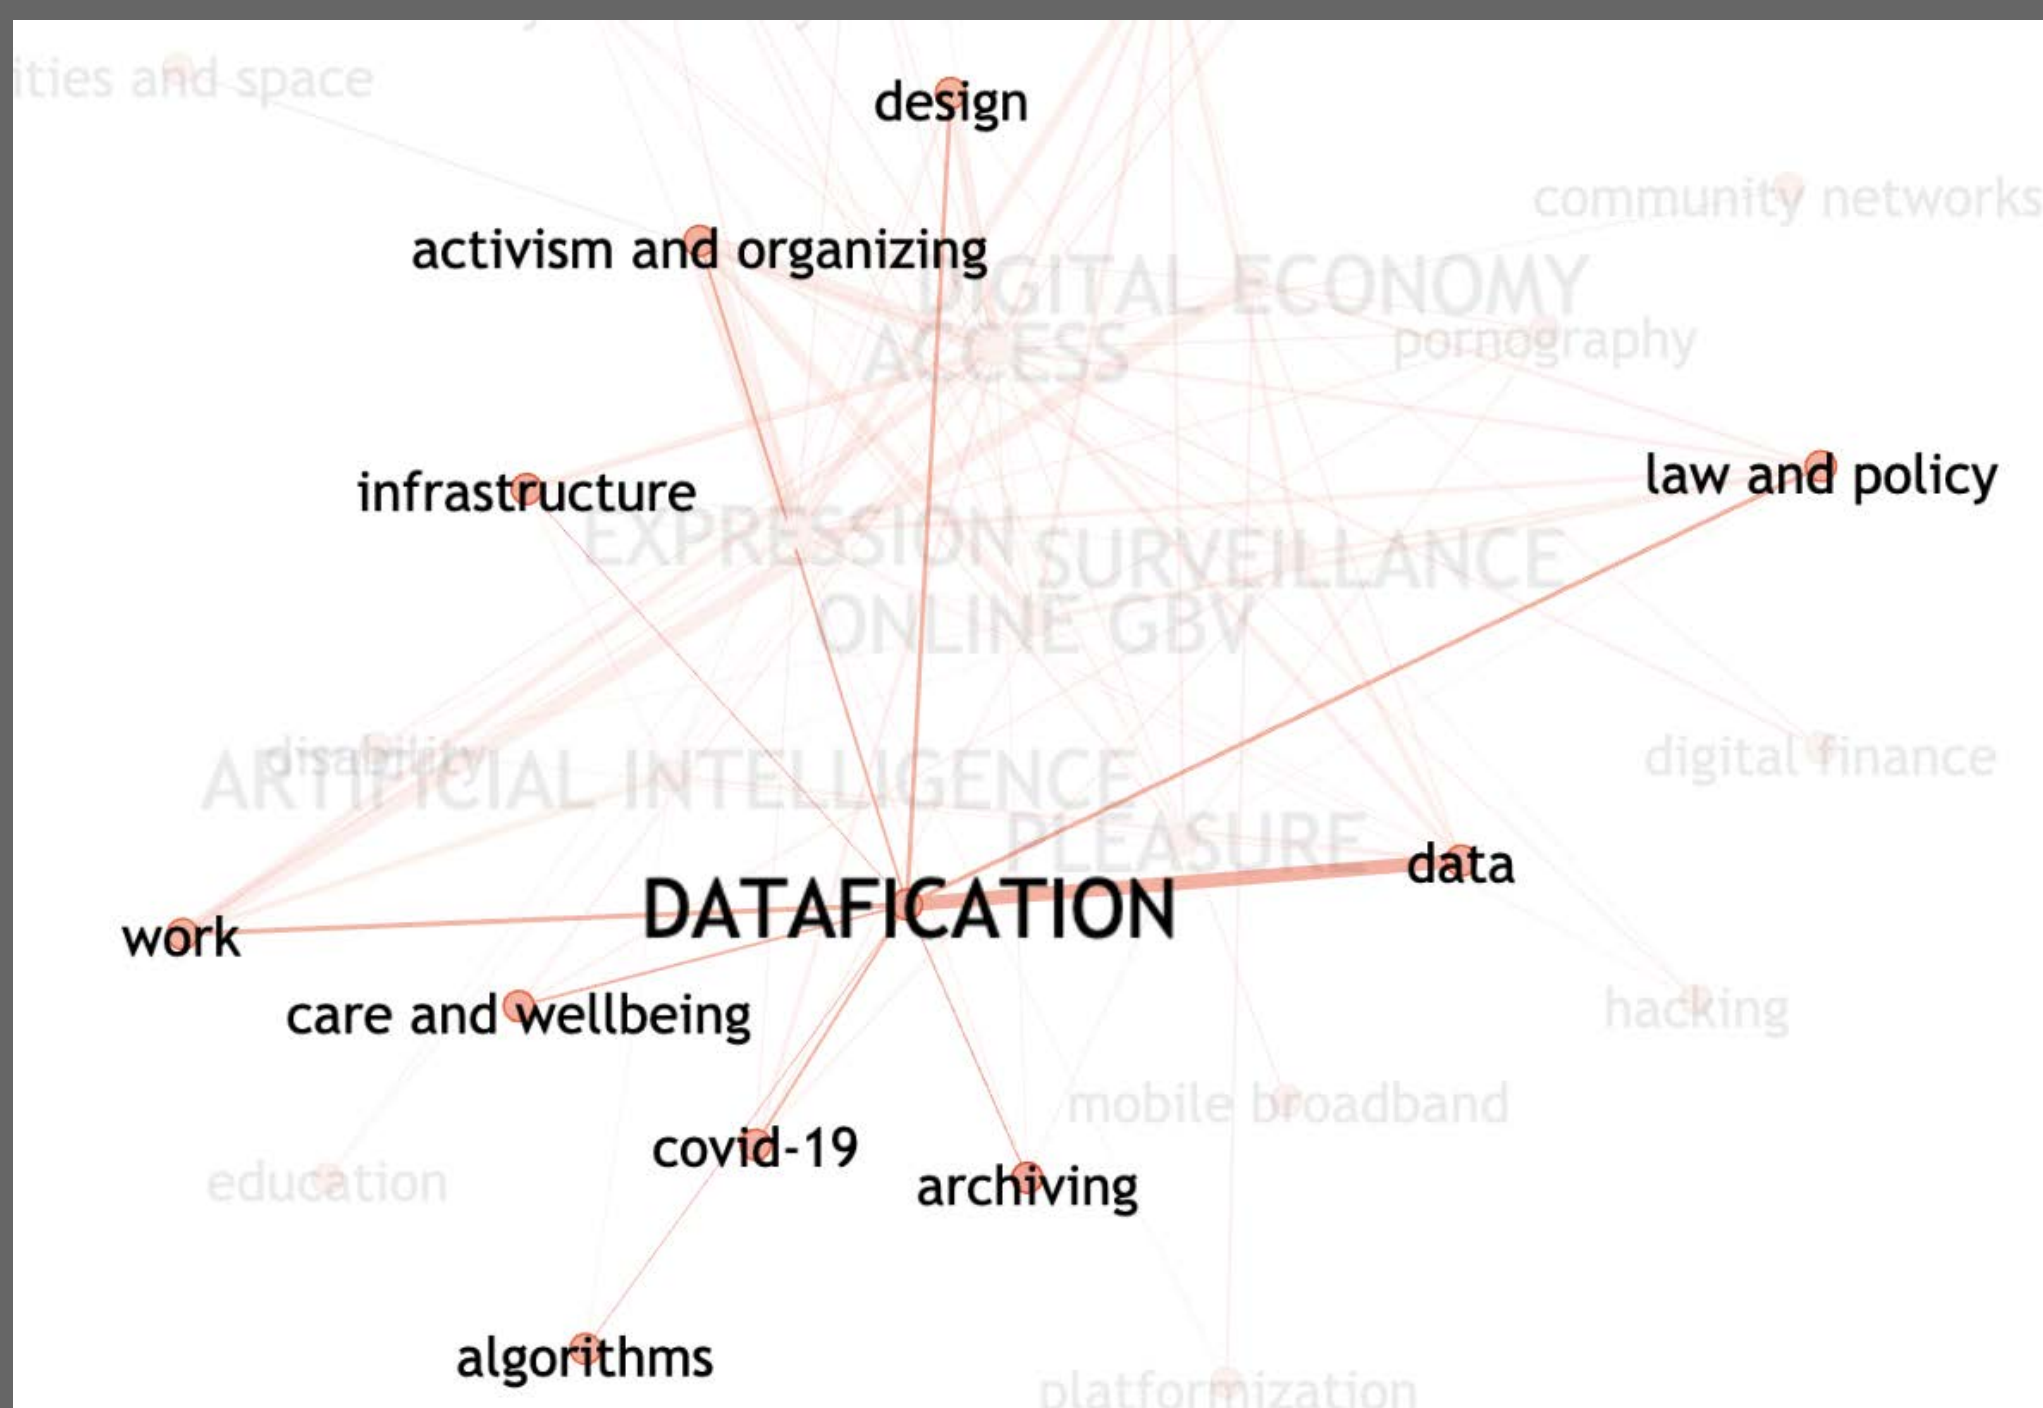 ities and space
design
community networks
activism and organizing
DIGITAL ECONOMY
ACCESS
pornography
law and policy
infrastructure
EXPRESSION
SURVEILLANCE
ONLINE GBV
disability
ARTIFICIAL INTELLIGENCE
digital finance
PLEASURE
data
DATAFICATION
work
care and wellbeing
hacking
mobile broadband
covid-19
education
archiving
algorithms
platformization